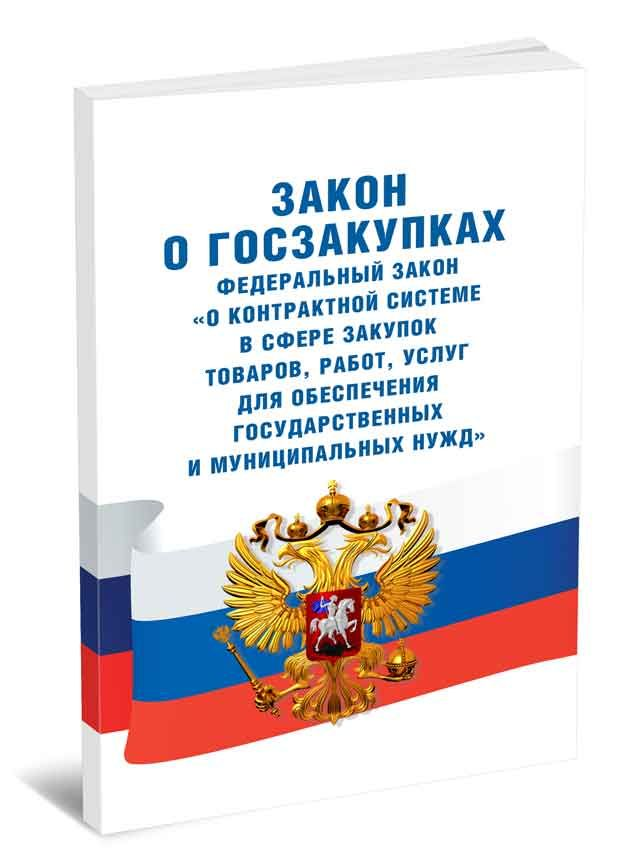 ЗАКОН
О ГОСЗАКУПКАХ
ФЕДЕРАЛЬНЫЙ ЗАКОН
«О КОНТРАКТНОЙ СИСТЕМЕ
В СФЕРЕ ЗАКУПОК
ТОВАРОВ, РАБОТ, УСЛУГ
ДЛЯ ОБЕСПЕЧЕНИЯ
ГОСУДАРСТВЕННЫХ
И МУНИЦИПАЛЬНЫХ НУЖД»